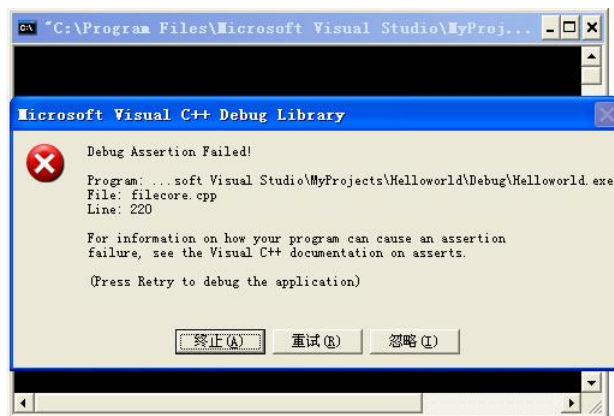 "C:\Program Files\Microsoft Visual Studio\MyProj...
Microsoft Visual C++ Debug Library
Debug Assertion Failed!
Program: ...soft Visual Studio\MyProjects\Helloworld\Debug\Helloworld.exe
File: filecore.cpp
Line: 220
For information on how your program can cause an assertion
failure, see the Visual C++ documentation on asserts.
(Press Retry to debug the application)
终止(A) 重试(R) 忽略(I)